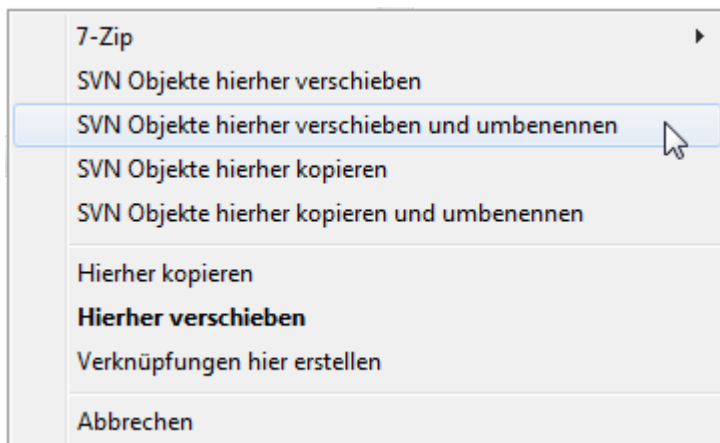 7-Zip
SVN Objekte hierher verschieben
SVN Objekte hierher verschieben und umbenennen
SVN Objekte hierher kopieren
SVN Objekte hierher kopieren und umbenennen
Hierher kopieren
Hierher verschieben
Verknüpfungen hier erstellen
Abbrechen